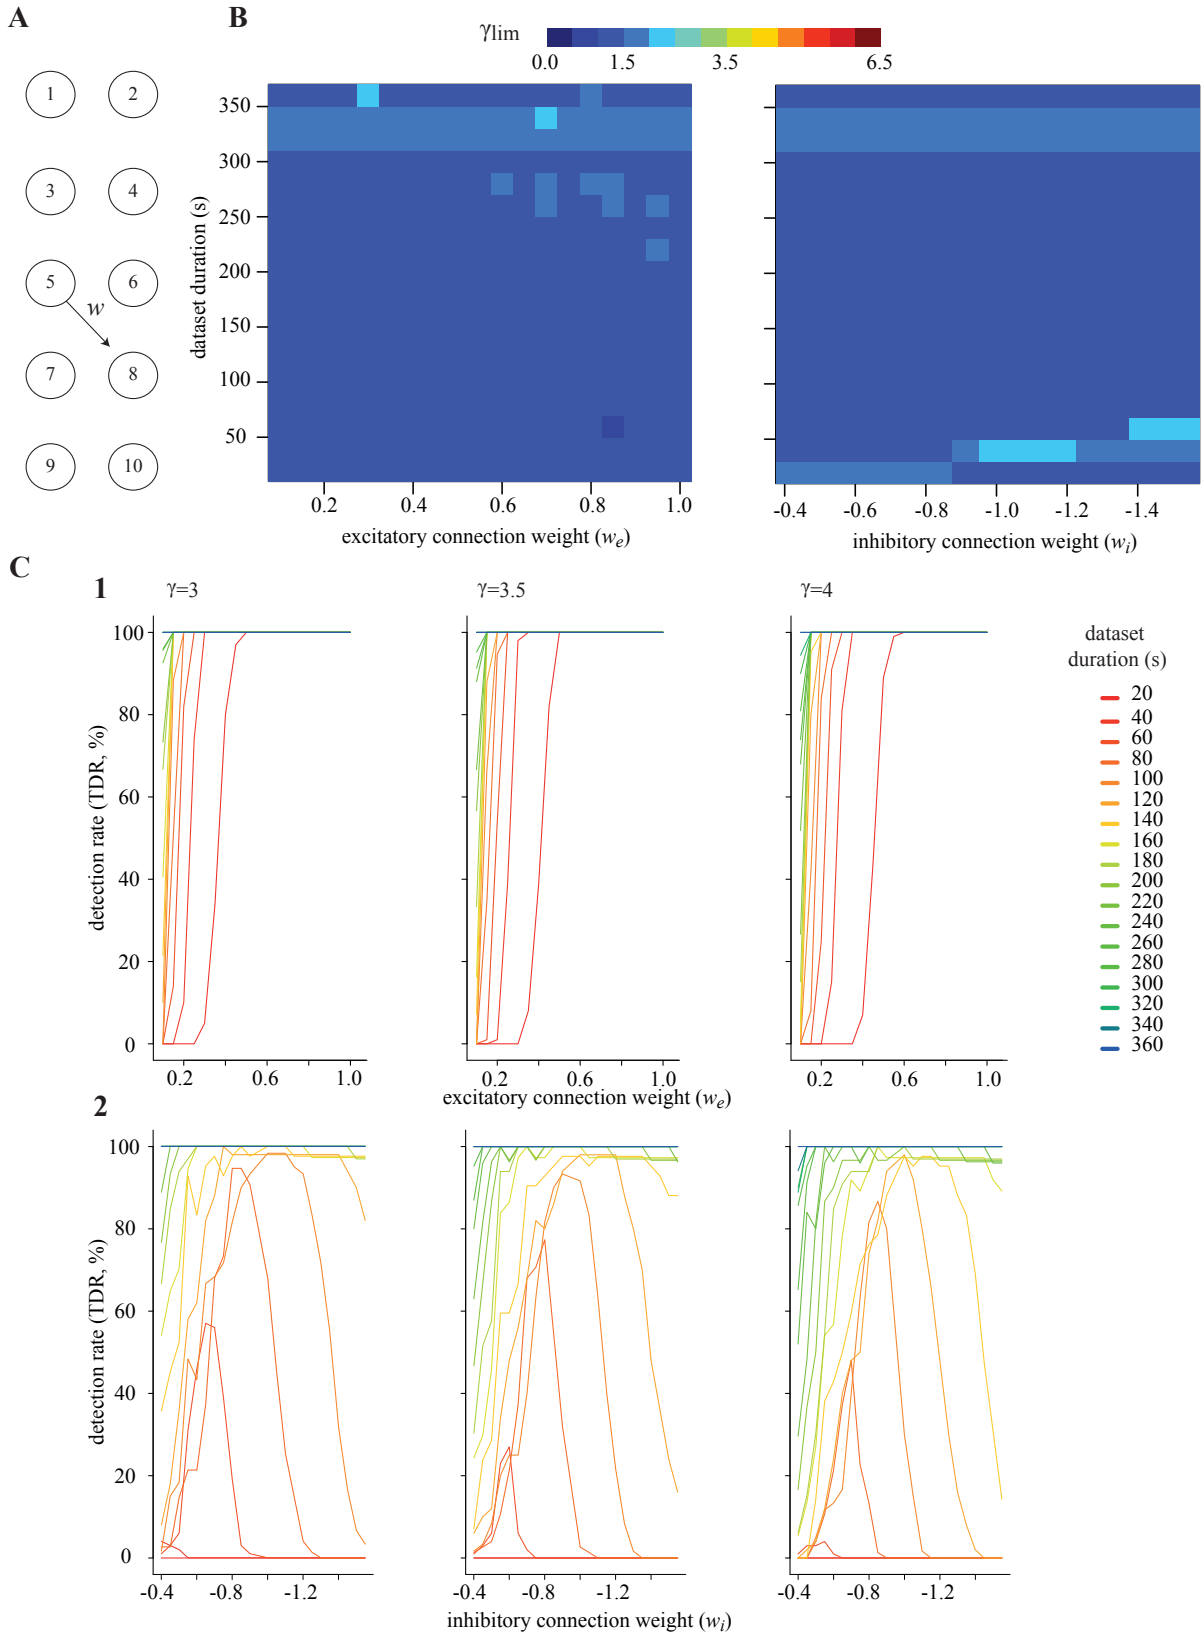 A
B
γlim
0.0 1.5 3.5 6.5
1 2
3 4
5 6
w
7 8
9 10
dataset duration (s)
350
300
250
200
150
100
50
0.2 0.4 0.6 0.8 1.0
excitatory connection weight (we)
-0.4 -0.6 -0.8 -1.0 -1.2 -1.4
inhibitory connection weight (wi)
C
1
γ=3 γ=3.5 γ=4
detection rate (TDR, %)
100
80
60
40
20
0
0.2 0.6 1.0
0.2 0.6 1.0
0.2 0.6 1.0
excitatory connection weight (we)
dataset
duration (s)
20
40
60
80
100
120
140
160
180
200
220
240
260
280
300
320
340
360
2
detection rate (TDR, %)
100
80
60
40
20
0
-0.4 -0.8 -1.2
-0.4 -0.8 -1.2
-0.4 -0.8 -1.2
inhibitory connection weight (wi)